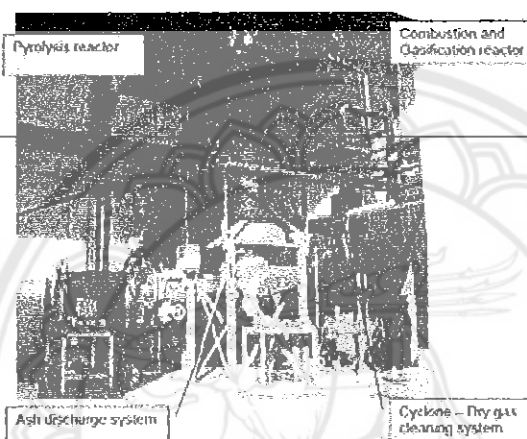 Pyrolysis reactor
Combustion and
Gasification reactor
Ash discharge system
Cyclone – Dry gas
cleaning system